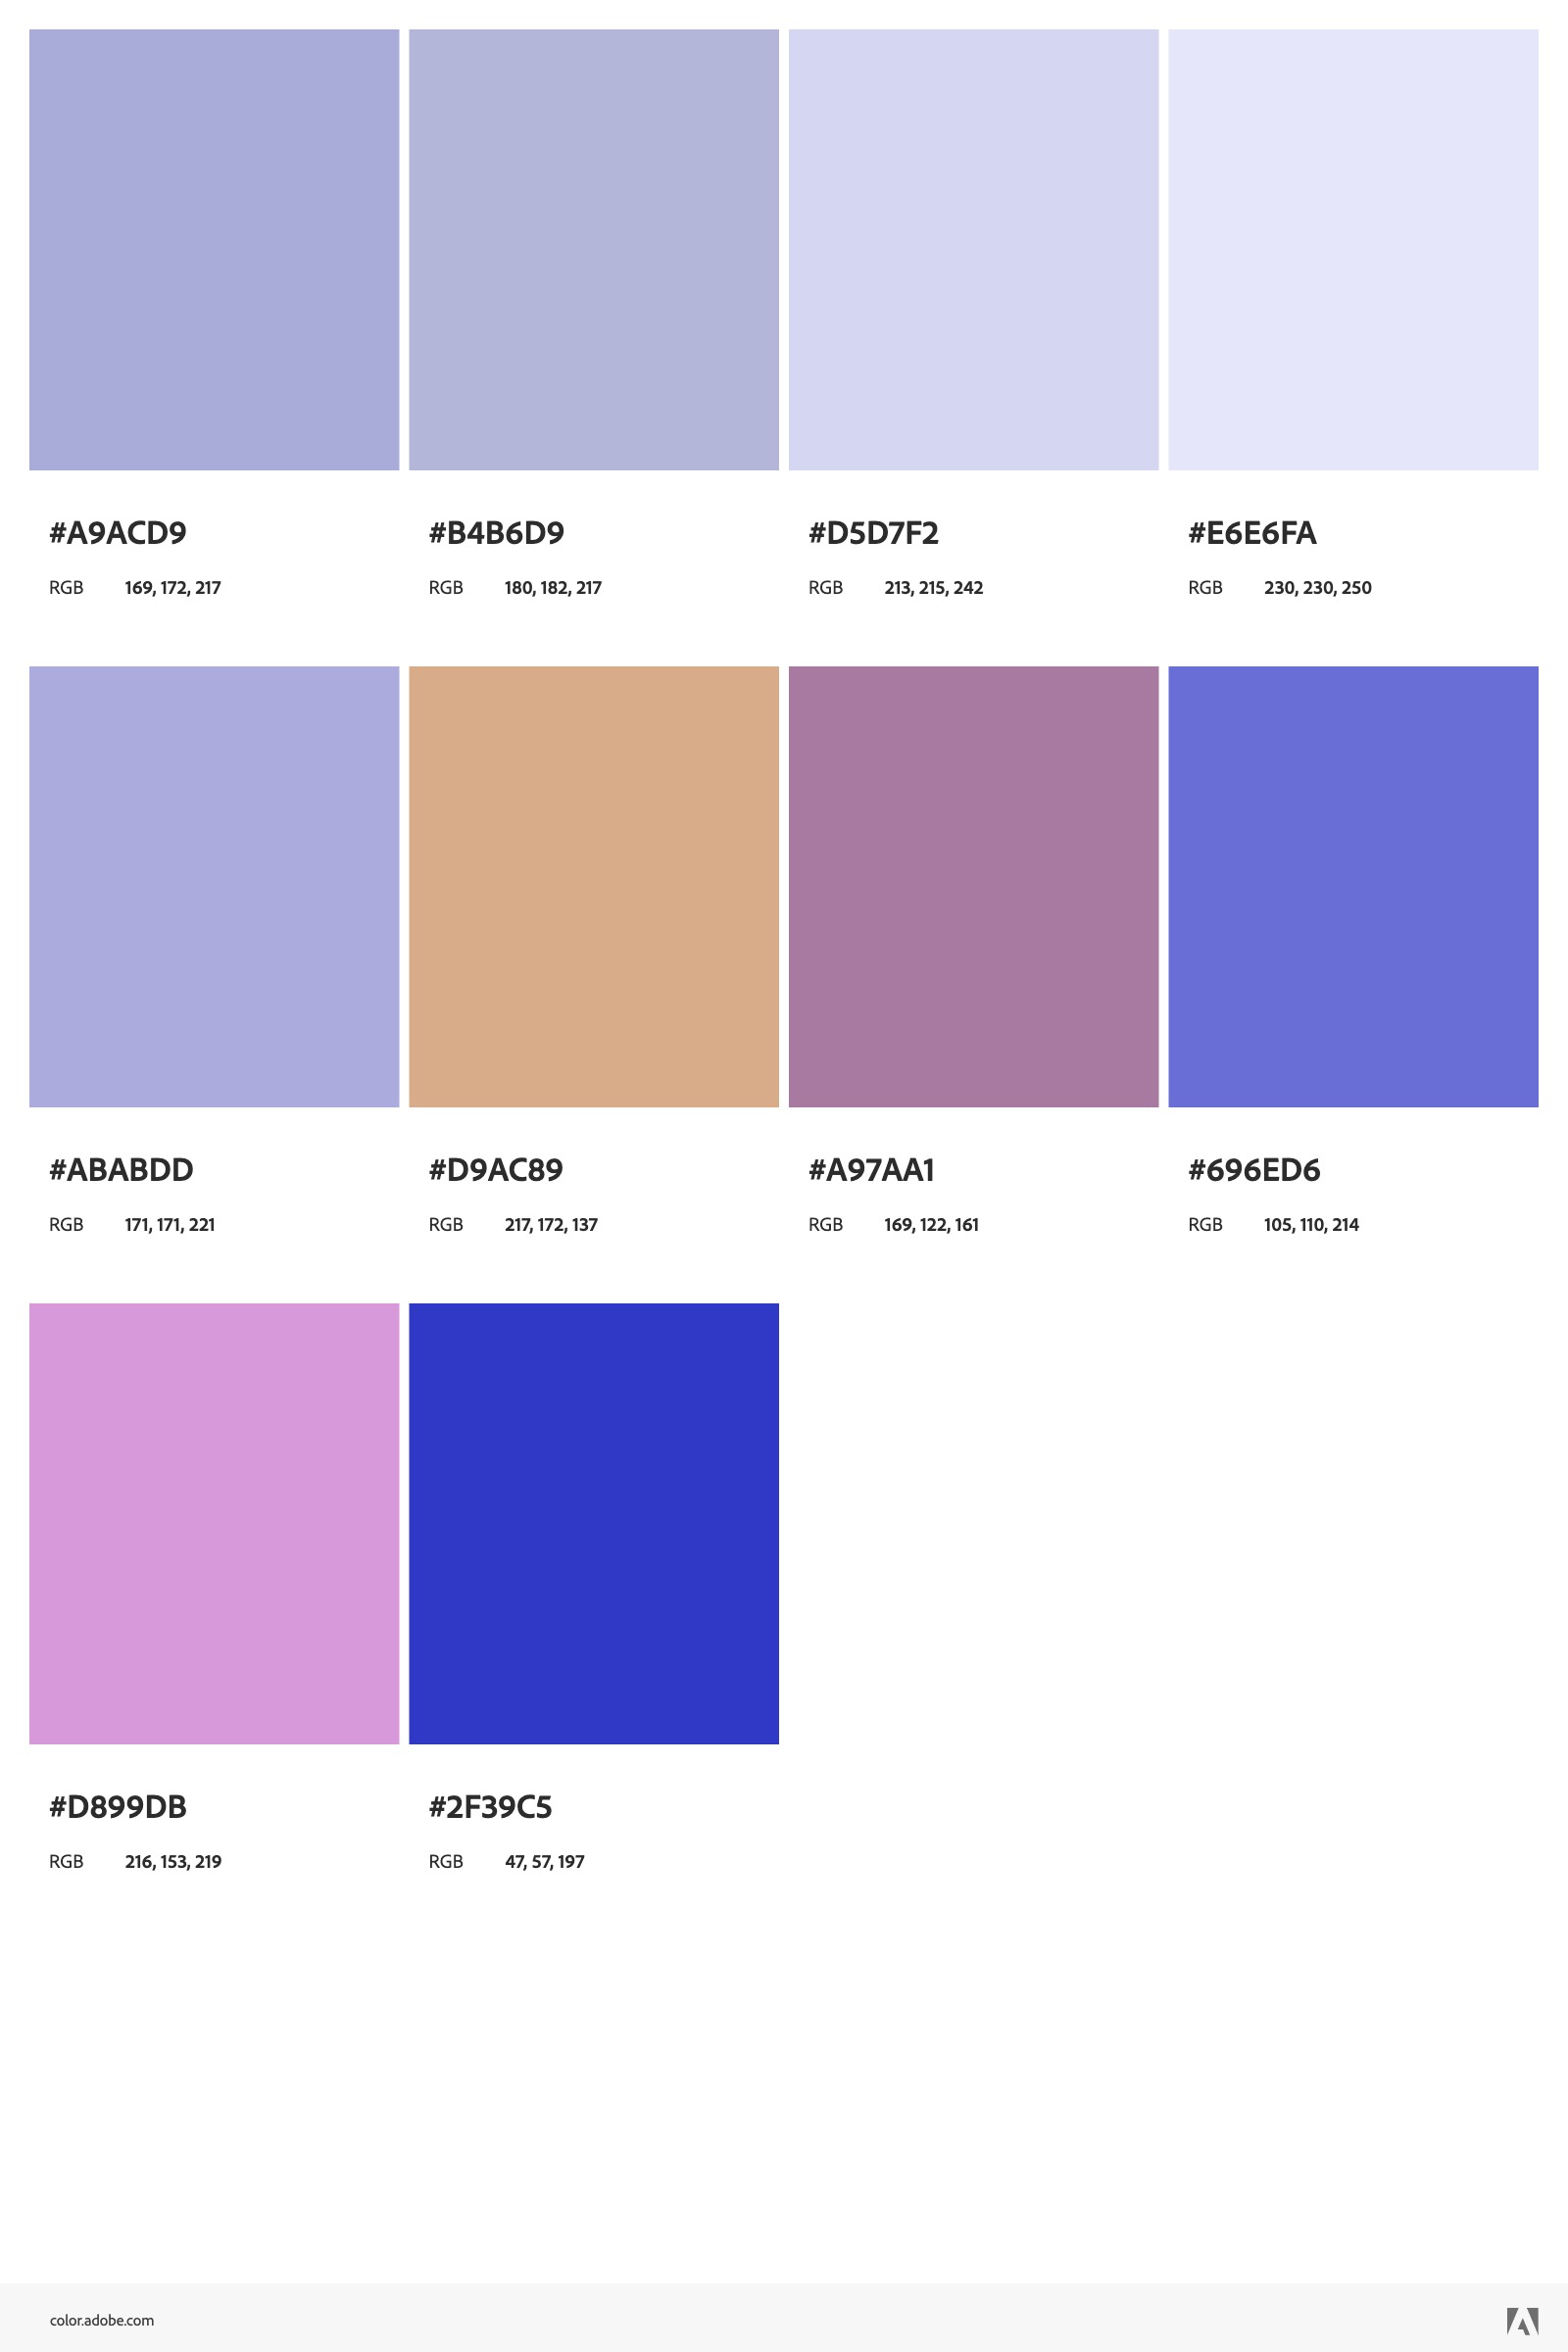 #A9ACD9 #B4B6D9 #D5D7F2 #E6E6FA
RGB 169, 172, 217 RGB 180, 182, 217 RGB 213, 215, 242 RGB 230, 230, 250
#ABABDD #D9AC89 #A97AA1 #696ED6
RGB 171, 171, 221 RGB 217, 172, 137 RGB 169, 122, 161 RGB 105, 110, 214
#D899DB #2F39C5
RGB 216, 153, 219 RGB 47, 57, 197
color.adobe.com